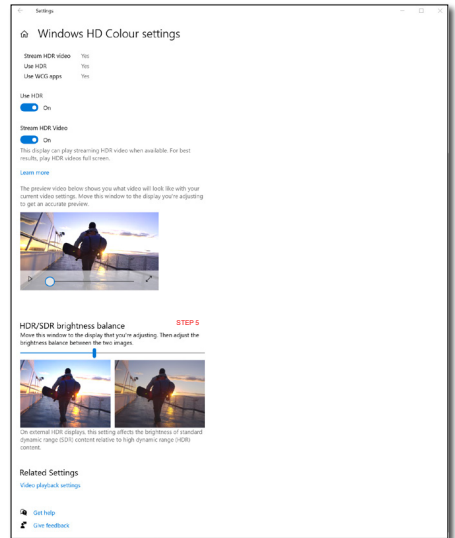 Settings
Windows HD Colour settings
Stream HDR video Yes
Use HDR Yes
Use WCG apps Yes
Use HDR
On
Stream HDR Video
On
This display can play streaming HDR video when available. For best
results, play HDR videos full screen.
Learn more
The preview video below shows you what video will look like with your
current video settings. Move this window to the display you're adjusting
to get an accurate preview.
HDR/SDR brightness balance STEP 5
Move this window to the display that you're adjusting. Then adjust the
brightness balance between the two images.
On external HDR displays, this setting affects the brightness of standard
dynamic range (SDR) content relative to high dynamic range (HDR)
content.
Related Settings
Video playback settings
Get help
Give feedback